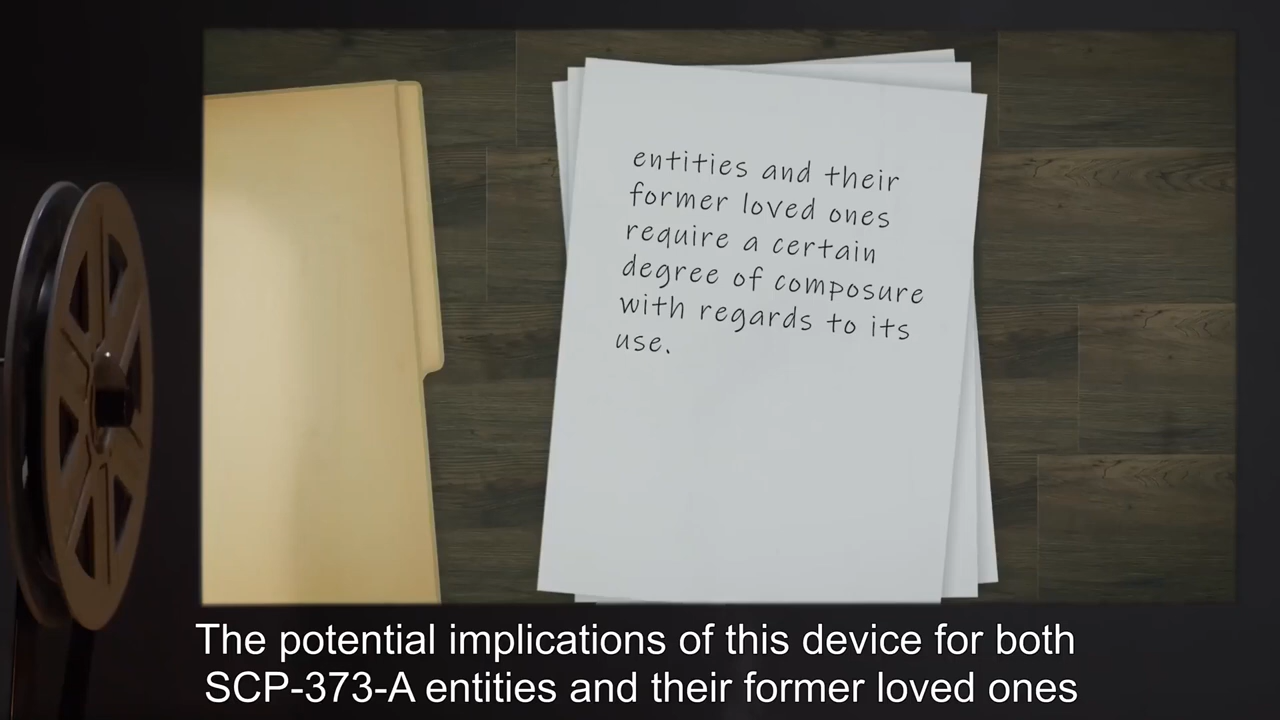 entities and their
former loved ones
require a certain
degree of composure
with regards to its
use.
The potential implications of this device for both
SCP-373-A entities and their former loved ones